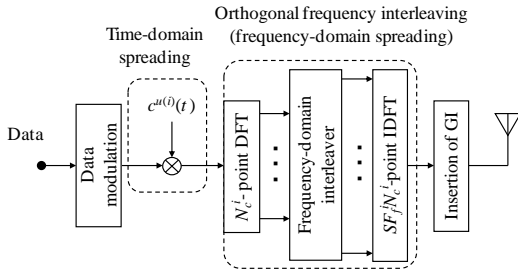 Orthogonal frequency interleaving
(frequency-domain spreading)
Time-domain
spreading
c^{u(i)}(t)
Data
Data
modulation
N_c^i- point DFT
Frequency-domain
interleaver
SF_f^i N_c^i-point IDFT
Insertion of GI